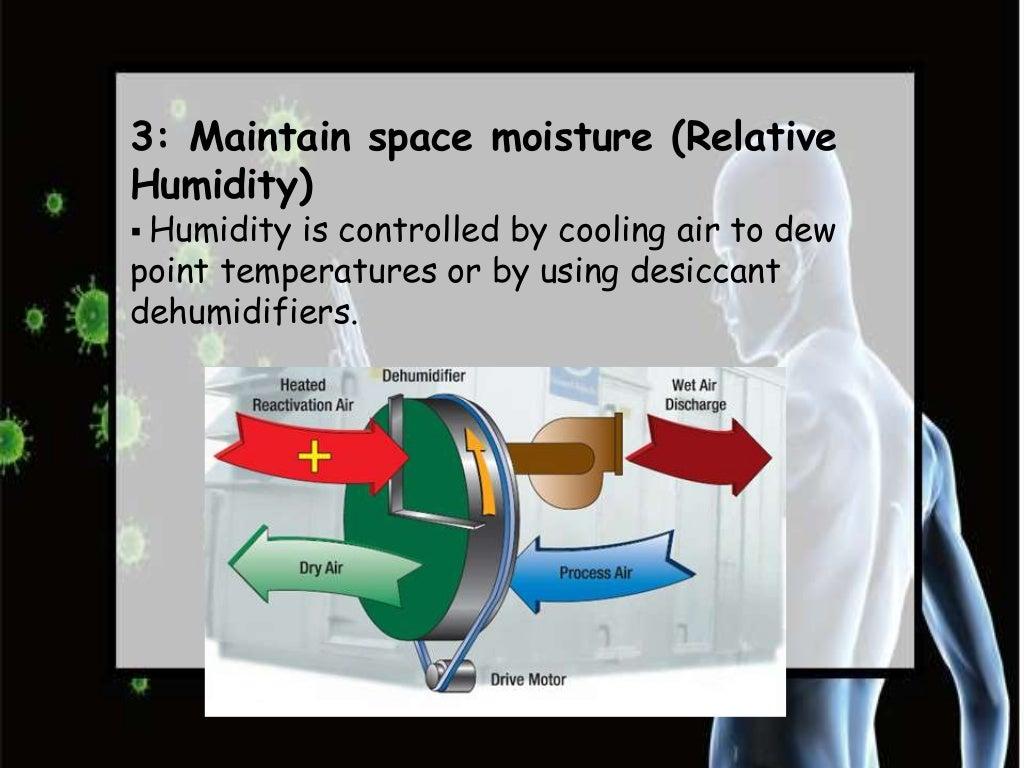 3: Maintain space moisture (Relative
Humidity)
▪ Humidity is controlled by cooling air to dew
point temperatures or by using desiccant
dehumidifiers.
Dehumidifier
Heated
Reactivation Air
Wet Air
Discharge
+
Dry Air
Process Air
Drive Motor